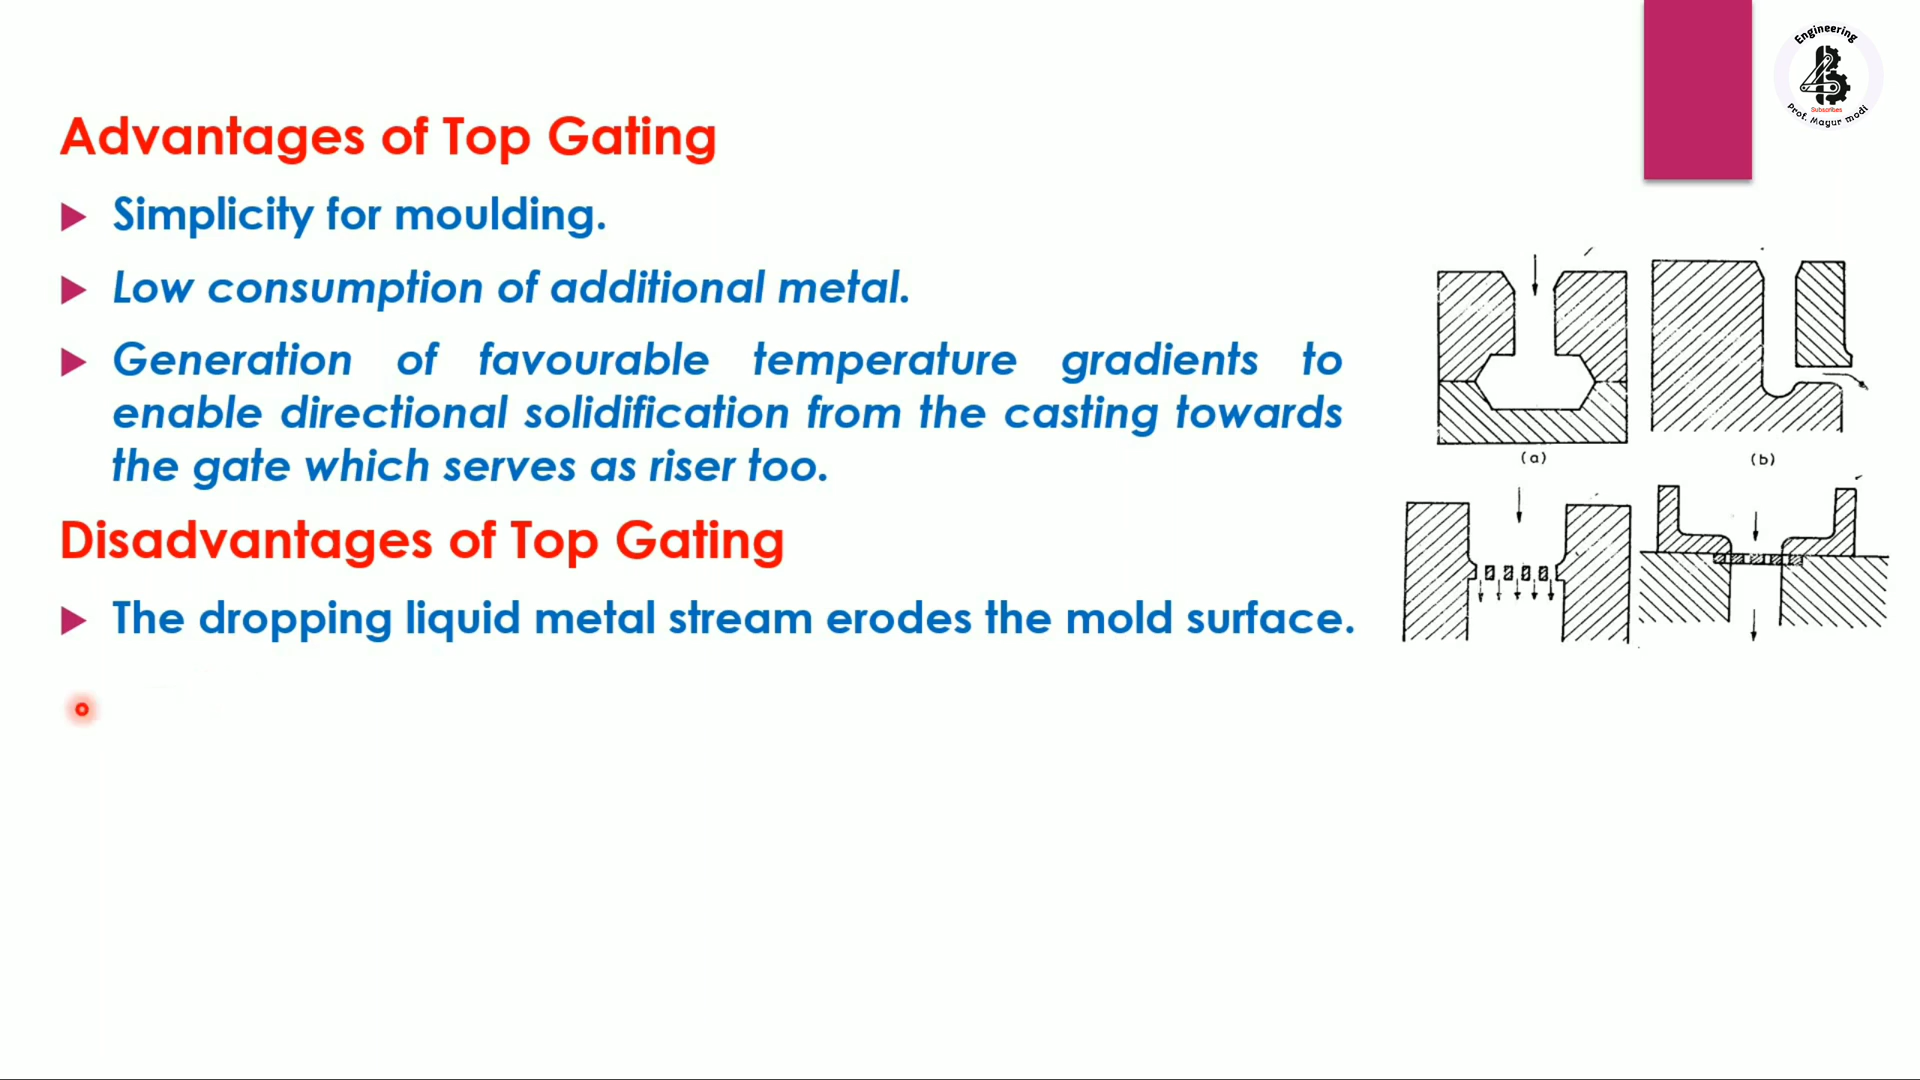 Engineering
Subscribes
Prof. Mayur modi
Advantages of Top Gating
Simplicity for moulding.
Low consumption of additional metal.
Generation of favourable temperature gradients to
enable directional solidification from the casting towards
the gate which serves as riser too.
Disadvantages of Top Gating
The dropping liquid metal stream erodes the mold surface.
(a)
(b)